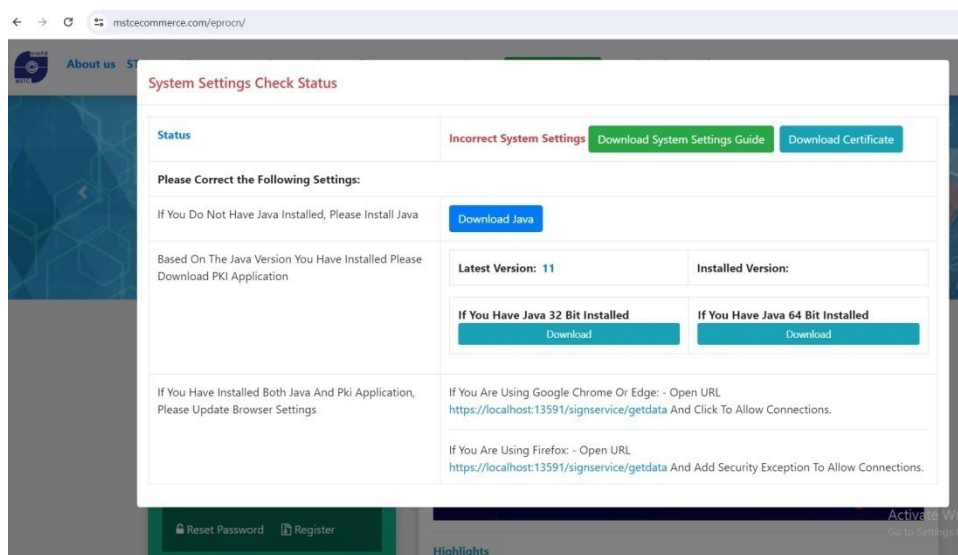 mstcecommerce.com/eprocn/
MSTC
About us
System Settings Check Status
Status
Incorrect System Settings
Download System Settings Guide
Download Certificate
Please Correct the Following Settings:
If You Do Not Have Java Installed, Please Install Java
Download Java
Based On The Java Version You Have Installed Please
Download PKI Application
Latest Version: 11
Installed Version:
If You Have Java 32 Bit Installed
Download
If You Have Java 64 Bit Installed
Download
If You Have Installed Both Java And Pki Application,
Please Update Browser Settings
If You Are Using Google Chrome Or Edge: - Open URL
https://localhost:13591/signservice/getdata And Click To Allow Connections.
If You Are Using Firefox: - Open URL
https://localhost:13591/signservice/getdata And Add Security Exception To Allow Connections.
Reset Password
Register
Highlights
Activate
Go to Settings